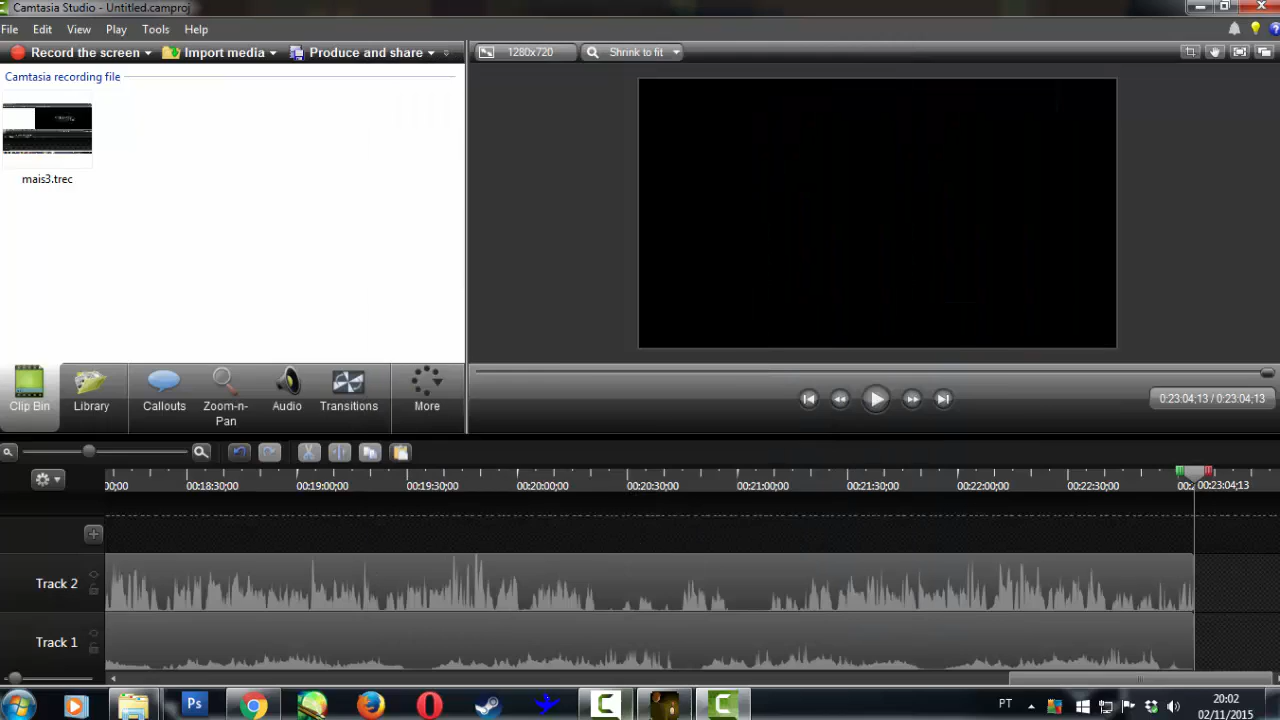 Camtasia Studio - Untitled.camproj
File Edit View Play Tools Help
Record the screen Import media Produce and share 1280x720 Shrink to fit
Camtasia recording file
mais3.trec
0:23:04;13 / 0:23:04;13
Clip Bin Library Callouts Zoom-n-Pan Audio Transitions More
00;00 00:18:30;00 00:19:00;00 00:19:30;00 00:20:00;00 00:20:30;00 00:21:00;00 00:21:30;00 00:22:00;00 00:22:30;00 00:23:04;13
Track 2
Track 1
Ps
PT
20:02
02/11/2015